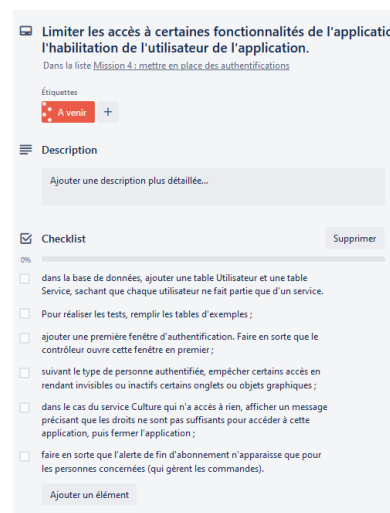 Limiter les accès à certaines fonctionnalités de l'applicatio
l'habilitation de l'utilisateur de l'application.
Dans la liste Mission 4 : mettre en place des authentifications
Étiquettes
A venir +
Description
Ajouter une description plus détaillée...
Checklist Supprimer
0%
dans la base de données, ajouter une table Utilisateur et une table
Service, sachant que chaque utilisateur ne fait partie que d'un service.
Pour réaliser les tests, remplir les tables d'exemples ;
ajouter une première fenêtre d'authentification. Faire en sorte que le
contrôleur ouvre cette fenêtre en premier ;
suivant le type de personne authentifiée, empêcher certains accès en
rendant invisibles ou inactifs certains onglets ou objets graphiques ;
dans le cas du service Culture qui n'a accès à rien, afficher un message
précisant que les droits ne sont pas suffisants pour accéder à cette
application, puis fermer l'application ;
faire en sorte que l'alerte de fin d'abonnement n'apparaisse que pour
les personnes concernées (qui gèrent les commandes).
Ajouter un élément